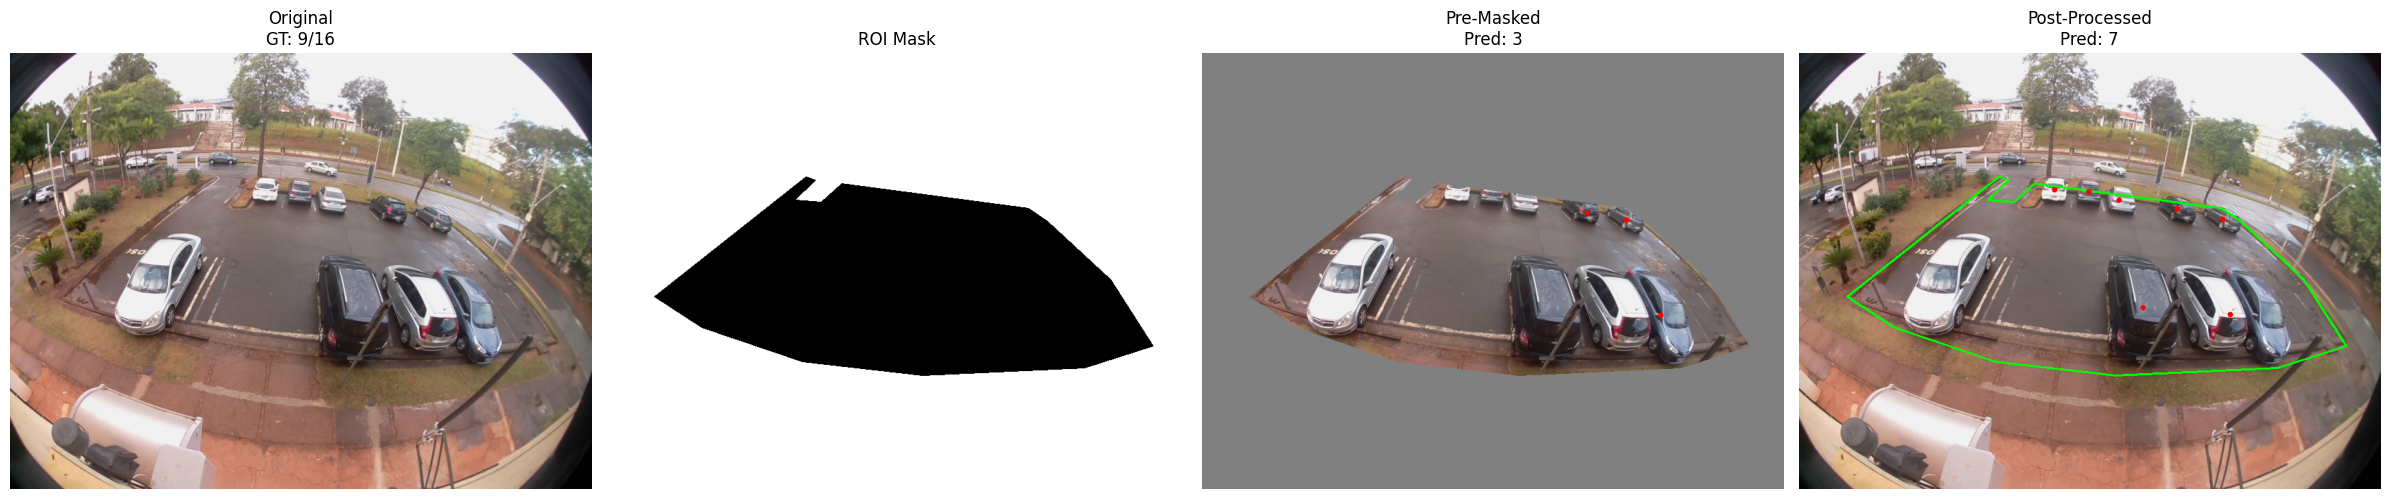 Original
GT: 9/16
ROI Mask
Pre-Masked
Pred: 3
Post-Processed
Pred: 7